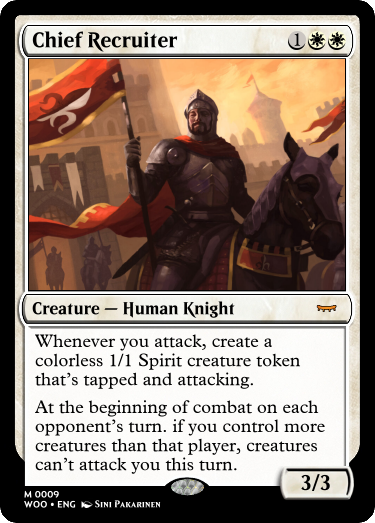 Chief Recruiter 1
Creature — Human Knight
Whenever you attack, create a
colorless 1/1 Spirit creature token
that's tapped and attacking.
At the beginning of combat on each
opponent's turn. if you control more
creatures than that player, creatures
can't attack you this turn.
3/3
M 0009
WOO • ENG Sini Pakarinen